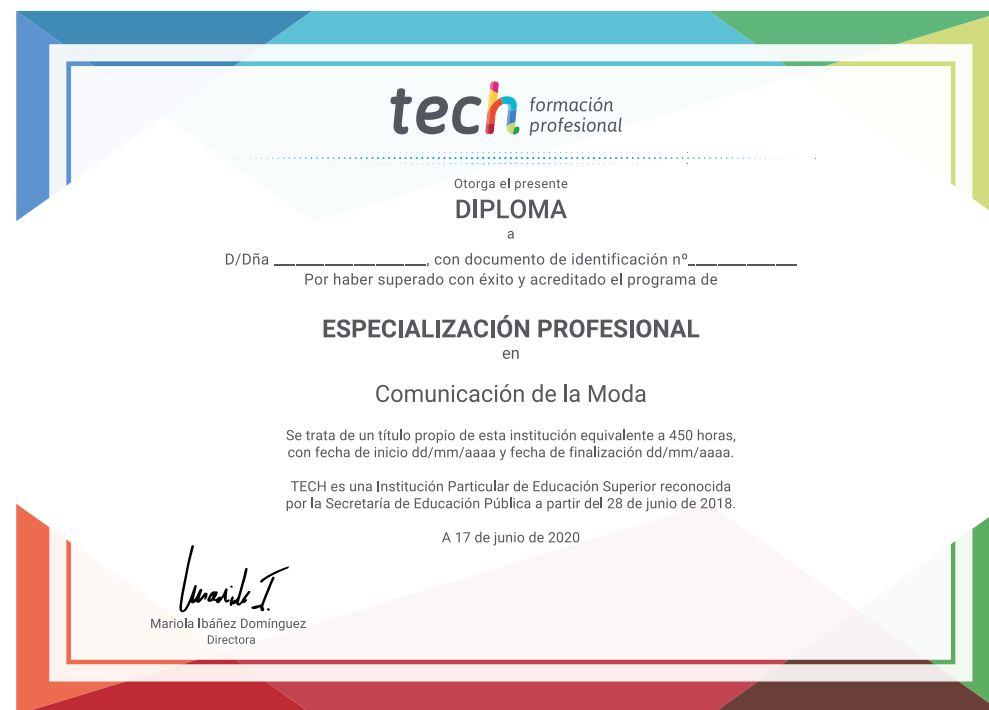 tech formación
profesional
Otorga el presente
DIPLOMA
a
D/Dña ______________, con documento de identificación nº__________
Por haber superado con éxito y acreditado el programa de
ESPECIALIZACIÓN PROFESIONAL
en
Comunicación de la Moda
Se trata de un título propio de esta institución equivalente a 450 horas,
con fecha de inicio dd/mm/aaaa y fecha de finalización dd/mm/aaaa.
TECH es una Institución Particular de Educación Superior reconocida
por la Secretaría de Educación Pública a partir del 28 de junio de 2018.
A 17 de junio de 2020
Mariola Ibáñez Domínguez
Directora